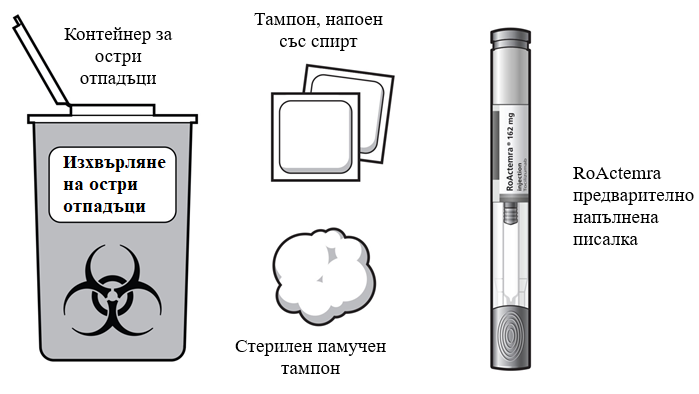 Контейнер за
остри
отпадъци
Изхвърляне
на остри
отпадъци
Тампон, напоен
със спирт
Стерилен памучен
тампон
RoActemra® 162 mg
injection
RoActemra
предварително
напълнена
писалка